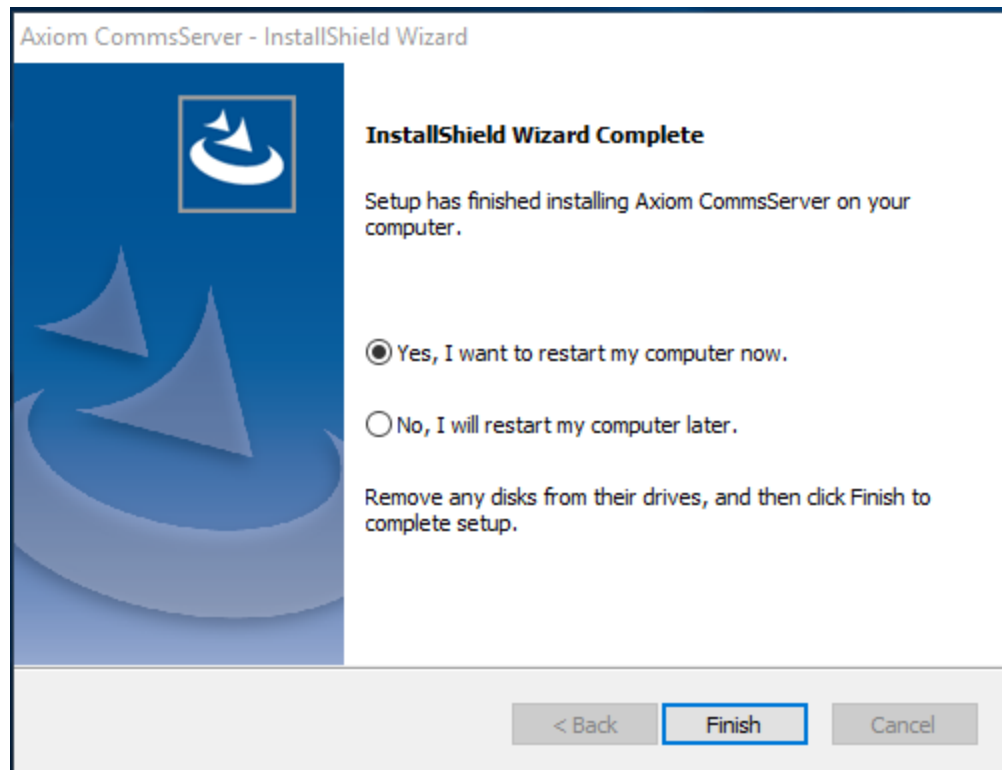 Axiom CommsServer - InstallShield Wizard
InstallShield Wizard Complete
Setup has finished installing Axiom CommsServer on your
computer.
Yes, I want to restart my computer now.
No, I will restart my computer later.
Remove any disks from their drives, and then click Finish to
complete setup.
< Back Finish Cancel